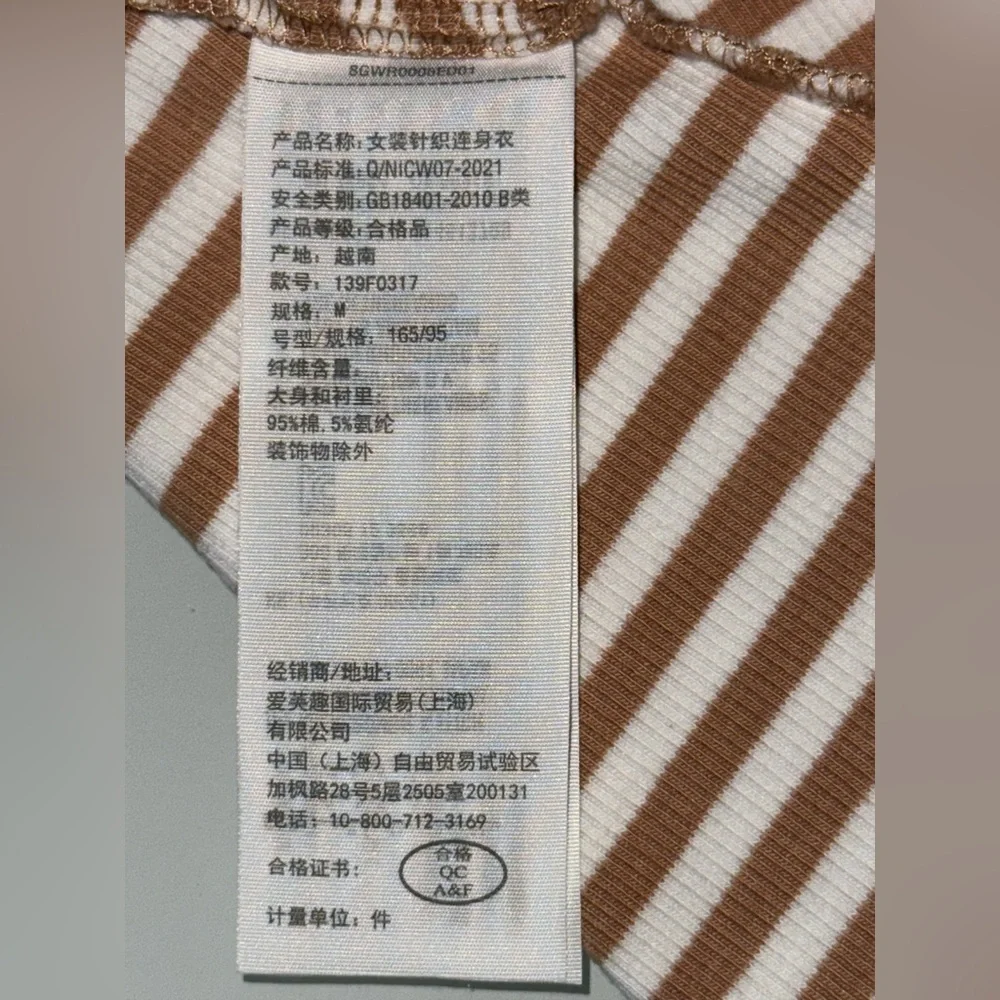 产品名称：女装针织连身衣
产品标准：Q/NICW07-2021
安全类别：GB18401-2010 B类
产品等级：合格品
产地：越南
款号：139F0317
规格：M
号型/规格：165/95
纤维含量：
大身和衬里：
95%棉，5%氨纶
装饰物除外
经销商/地址：
爱芙趣国际贸易(上海)
有限公司
中国（上海）自由贸易试验区
加枫路28号5层2505室200131
电话：10-800-712-3169
合格证书：
合格
QC
A&F
计量单位：件